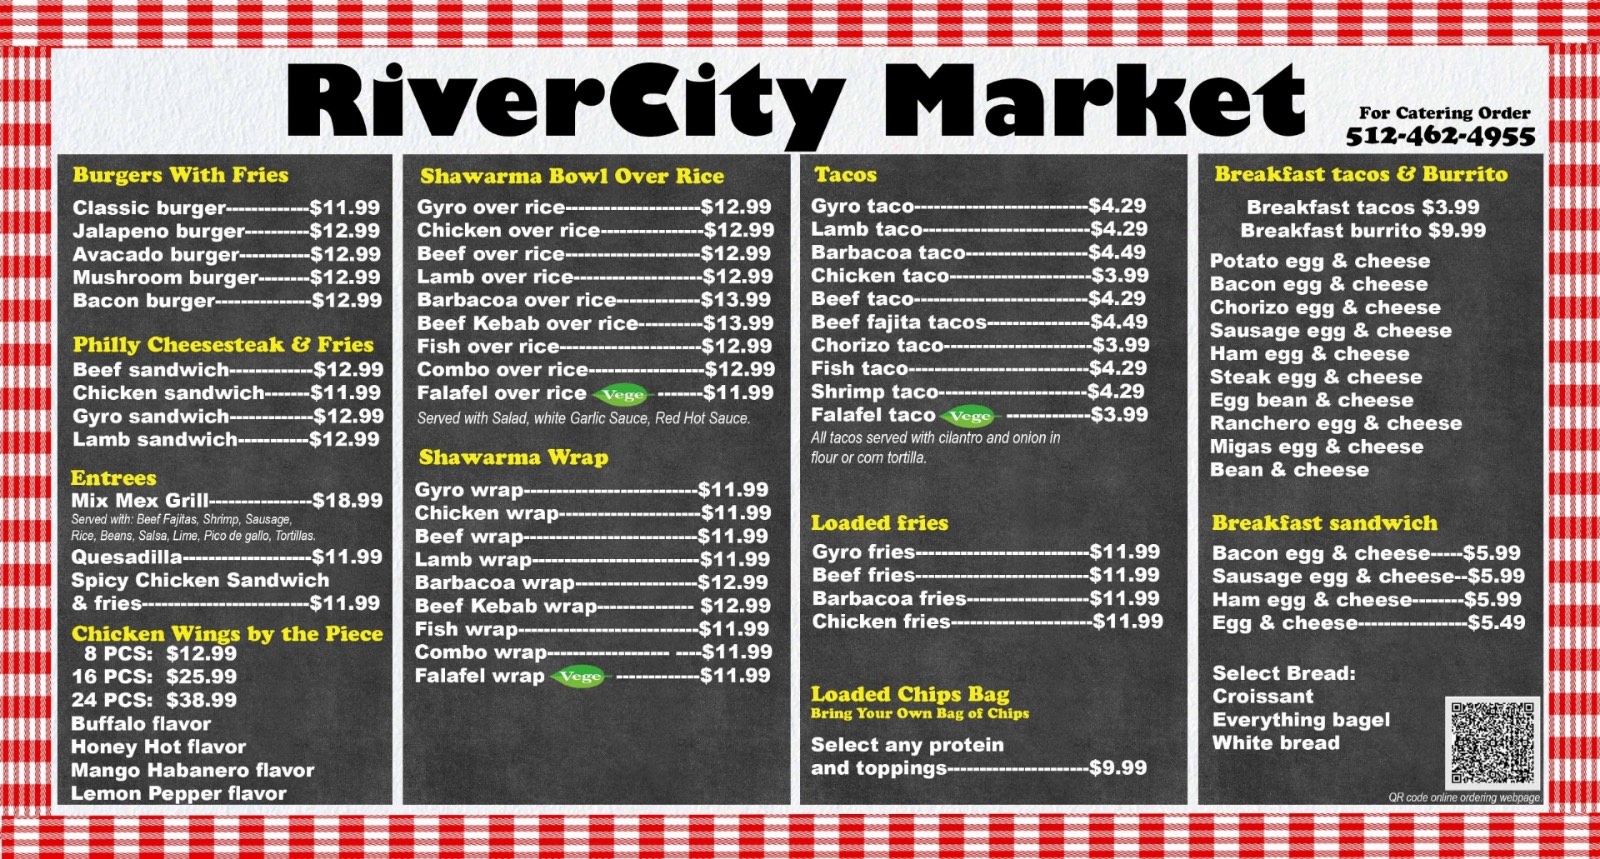 RiverCity Market
For Catering Order
512-462-4955
Burgers With Fries
Classic burger-------------$11.99
Jalapeno burger----------$12.99
Avacado burger-----------$12.99
Mushroom burger--------$12.99
Bacon burger---------------$12.99
Philly Cheesesteak & Fries
Beef sandwich-------------$12.99
Chicken sandwich-------$11.99
Gyro sandwich-------------$12.99
Lamb sandwich-----------$12.99
Entrees
Mix Mex Grill----------------$18.99
Served with: Beef Fajitas, Shrimp, Sausage,
Rice, Beans, Salsa, Lime, Pico de gallo, Tortillas.
Quesadilla--------------------$11.99
Spicy Chicken Sandwich
& fries--------------------------$11.99
Chicken Wings by the Piece
8 PCS: $12.99
16 PCS: $25.99
24 PCS: $38.99
Buffalo flavor
Honey Hot flavor
Mango Habanero flavor
Lemon Pepper flavor
Shawarma Bowl Over Rice
Gyro over rice---------------------$12.99
Chicken over rice----------------$12.99
Beef over rice---------------------$12.99
Lamb over rice--------------------$12.99
Barbacoa over rice-------------$13.99
Beef Kebab over rice----------$13.99
Fish over rice----------------------$12.99
Combo over rice------------------$12.99
Falafel over rice Vege -------$11.99
Served with Salad, white Garlic Sauce, Red Hot Sauce.
Shawarma Wrap
Gyro wrap---------------------------$11.99
Chicken wrap----------------------$11.99
Beef wrap---------------------------$11.99
Lamb wrap--------------------------$11.99
Barbacoa wrap-------------------$12.99
Beef Kebab wrap--------------- $12.99
Fish wrap----------------------------$11.99
Combo wrap------------------- ----$11.99
Falafel wrap Vege -------------$11.99
Tacos
Gyro taco---------------------------$4.29
Lamb taco--------------------------$4.29
Barbacoa taco-------------------$4.49
Chicken taco----------------------$3.99
Beef taco---------------------------$4.29
Beef fajita tacos----------------$4.49
Chorizo taco-----------------------$3.99
Fish taco----------------------------$4.29
Shrimp taco-----------------------$4.29
Falafel taco Vege -------------$3.99
All tacos served with cilantro and onion in
flour or corn tortilla.
Loaded fries
Gyro fries---------------------------$11.99
Beef fries---------------------------$11.99
Barbacoa fries-------------------$11.99
Chicken fries----------------------$11.99
Loaded Chips Bag
Bring Your Own Bag of Chips
Select any protein
and toppings----------------------$9.99
Breakfast tacos & Burrito
Breakfast tacos $3.99
Breakfast burrito $9.99
Potato egg & cheese
Bacon egg & cheese
Chorizo egg & cheese
Sausage egg & cheese
Ham egg & cheese
Steak egg & cheese
Egg bean & cheese
Ranchero egg & cheese
Migas egg & cheese
Bean & cheese
Breakfast sandwich
Bacon egg & cheese-----$5.99
Sausage egg & cheese--$5.99
Ham egg & cheese--------$5.99
Egg & cheese-----------------$5.49
Select Bread:
Croissant
Everything bagel
White bread
QR code online ordering webpage